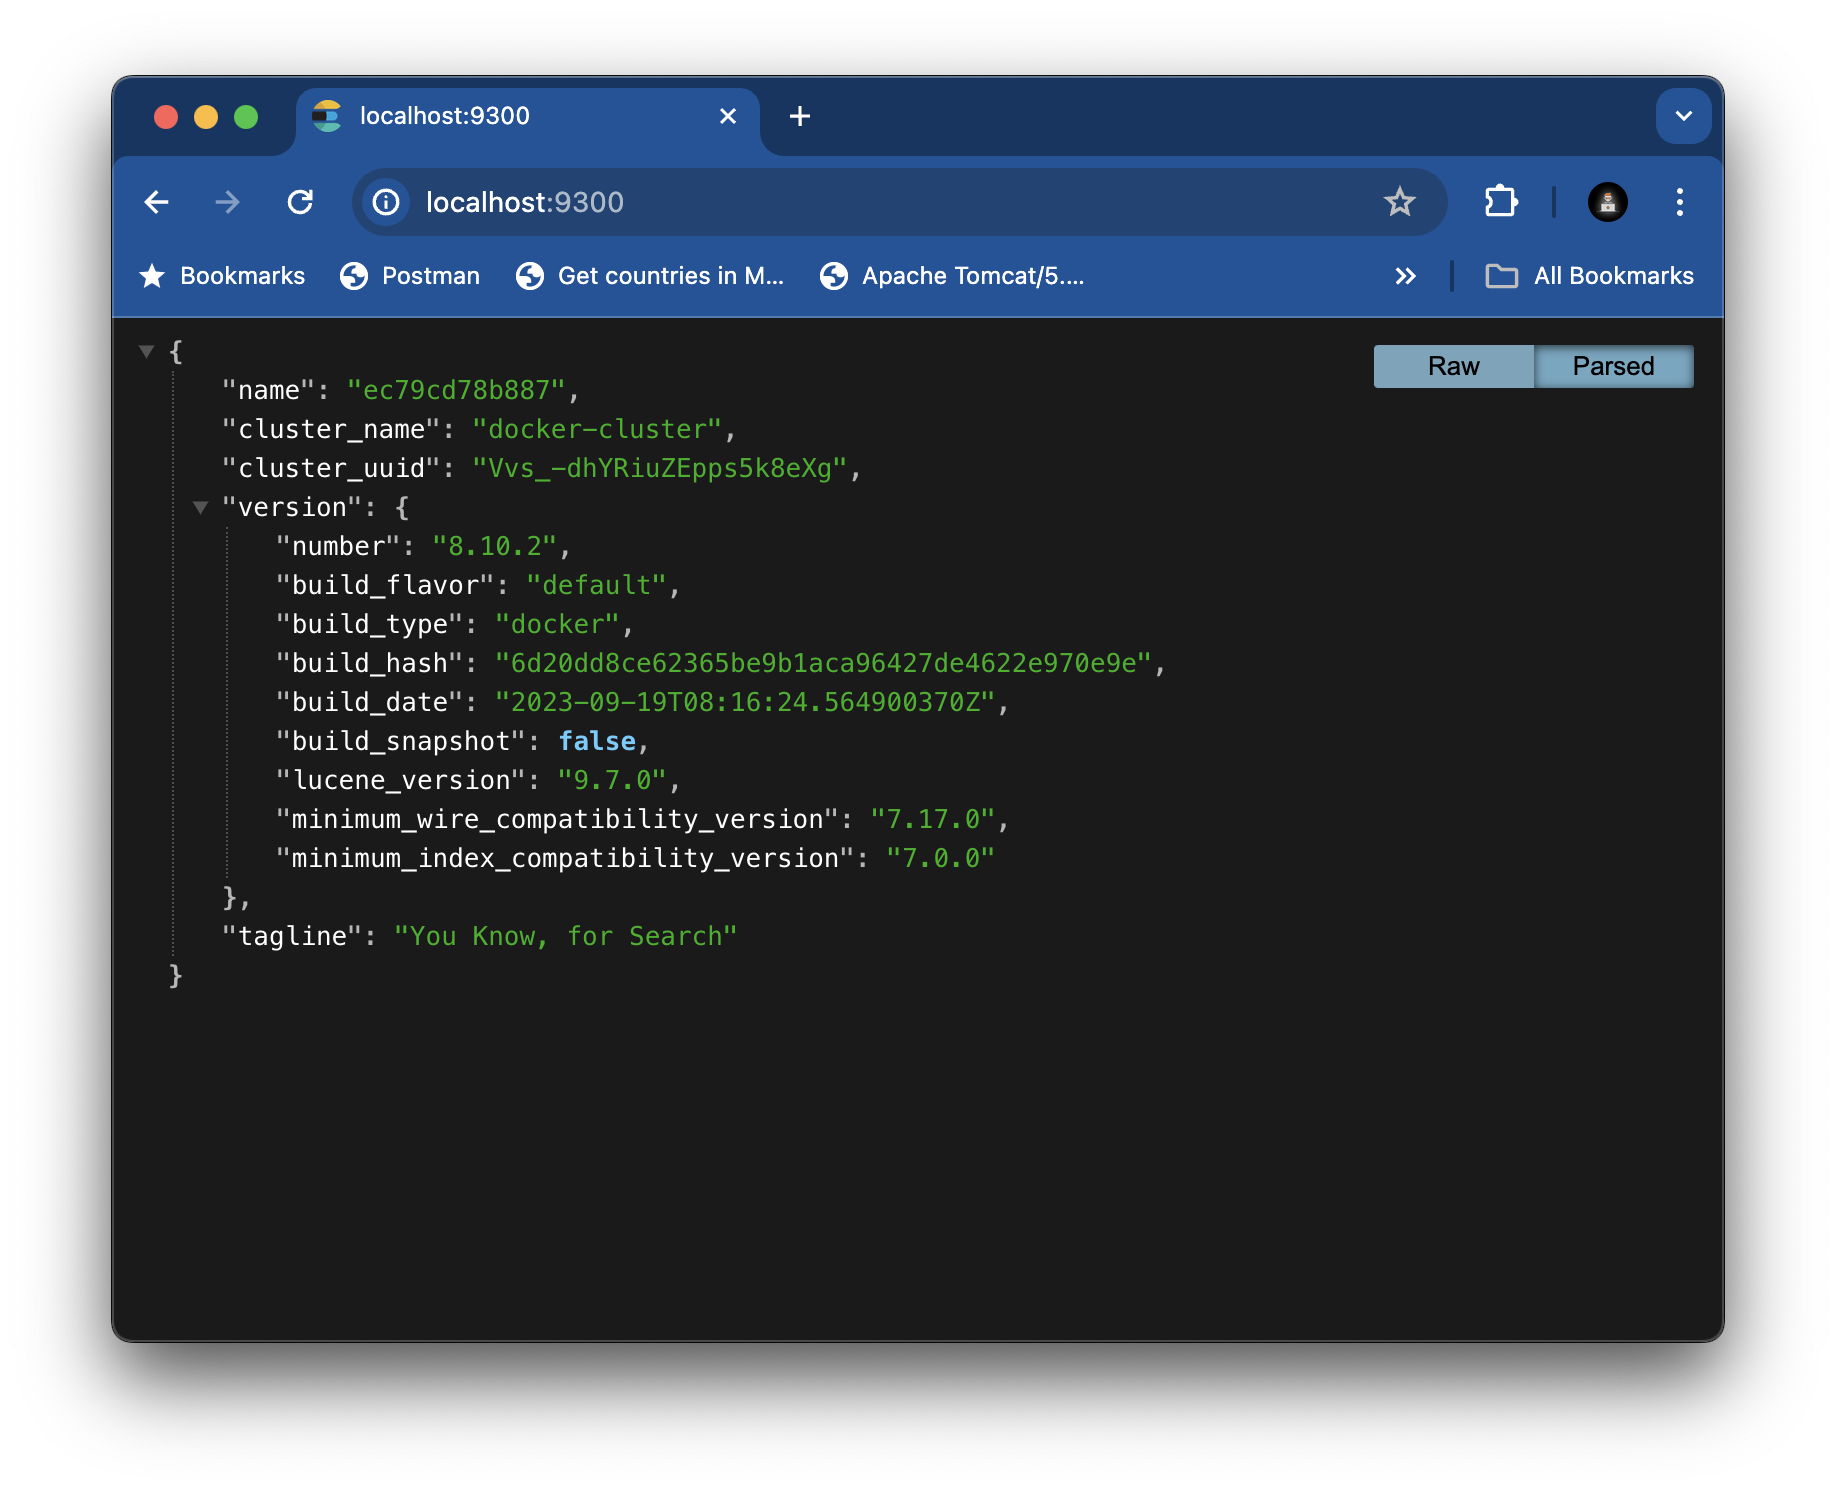 localhost:9300
localhost:9300
Bookmarks Postman Get countries in M... Apache Tomcat/5.... All Bookmarks
Raw Parsed
{
"name": "ec79cd78b887",
"cluster_name": "docker-cluster",
"cluster_uuid": "Vvs_-dhYRiuZEpps5k8eXg",
"version": {
"number": "8.10.2",
"build_flavor": "default",
"build_type": "docker",
"build_hash": "6d20dd8ce62365be9b1aca96427de4622e970e9e",
"build_date": "2023-09-19T08:16:24.564900370Z",
"build_snapshot": false,
"lucene_version": "9.7.0",
"minimum_wire_compatibility_version": "7.17.0",
"minimum_index_compatibility_version": "7.0.0"
},
"tagline": "You Know, for Search"
}